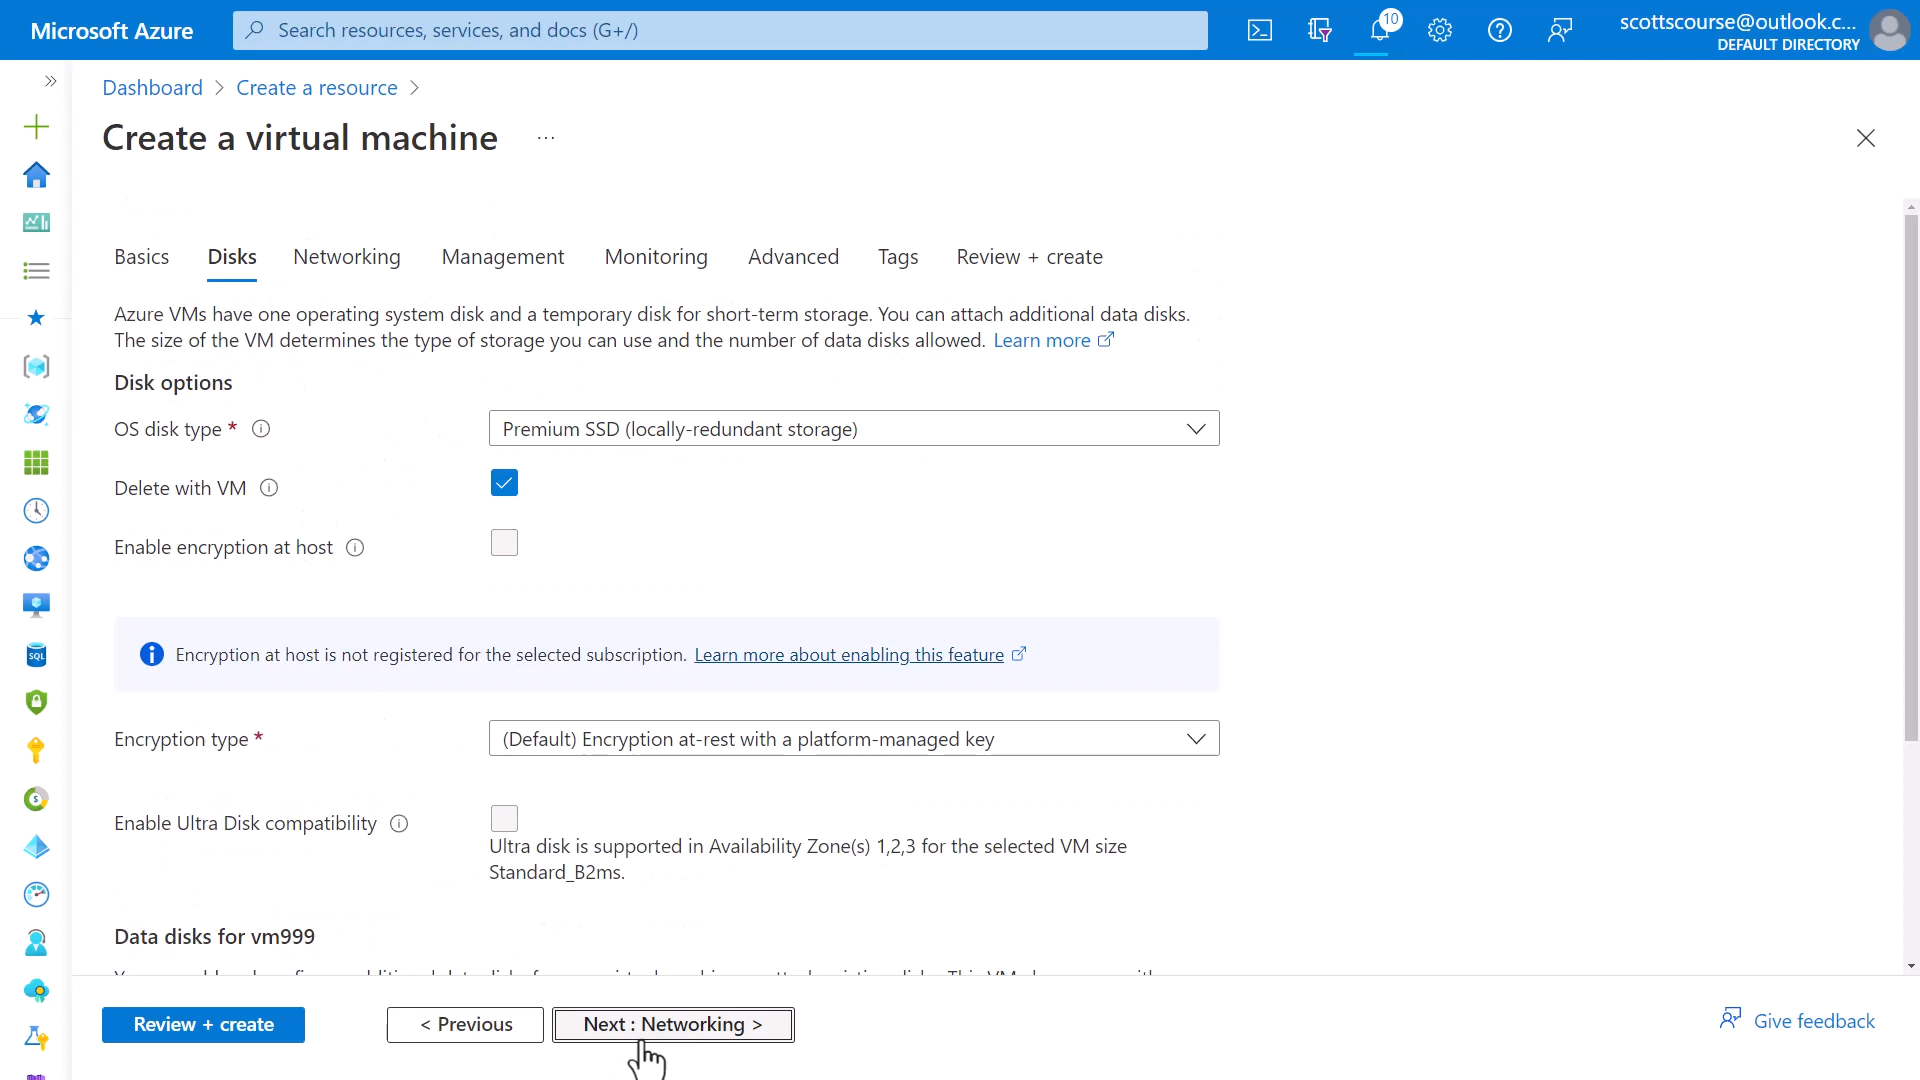 Microsoft Azure
Search resources, services, and docs (G+/)
10
scottscourse@outlook.c...
DEFAULT DIRECTORY
Dashboard > Create a resource >
Create a virtual machine ...
Basics Disks Networking Management Monitoring Advanced Tags Review + create
Azure VMs have one operating system disk and a temporary disk for short-term storage. You can attach additional data disks.
The size of the VM determines the type of storage you can use and the number of data disks allowed. Learn more
Disk options
OS disk type * Premium SSD (locally-redundant storage)
Delete with VM
Enable encryption at host
Encryption at host is not registered for the selected subscription. Learn more about enabling this feature
Encryption type * (Default) Encryption at-rest with a platform-managed key
Enable Ultra Disk compatibility
Ultra disk is supported in Availability Zone(s) 1,2,3 for the selected VM size
Standard_B2ms.
Data disks for vm999
Review + create < Previous Next : Networking > Give feedback
SQL